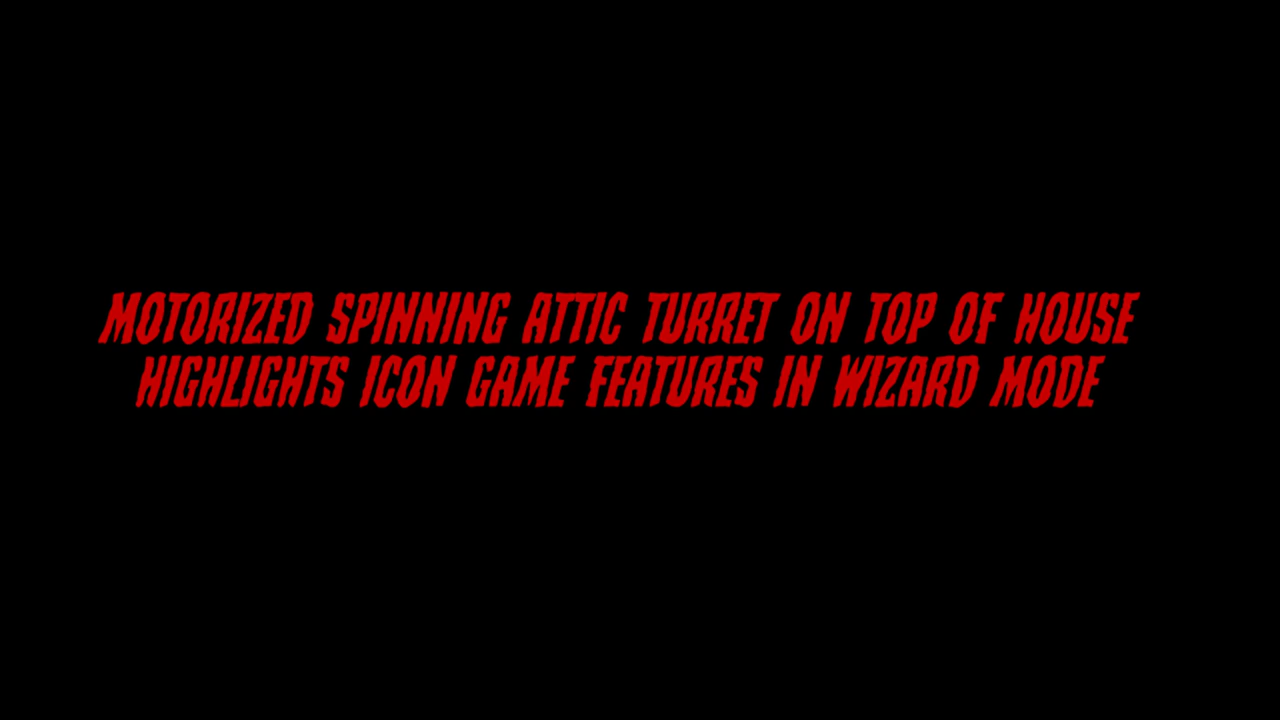 MOTORIZED SPINNING ATTIC TURRET ON TOP OF HOUSE
HIGHLIGHTS ICON GAME FEATURES IN WIZARD MODE